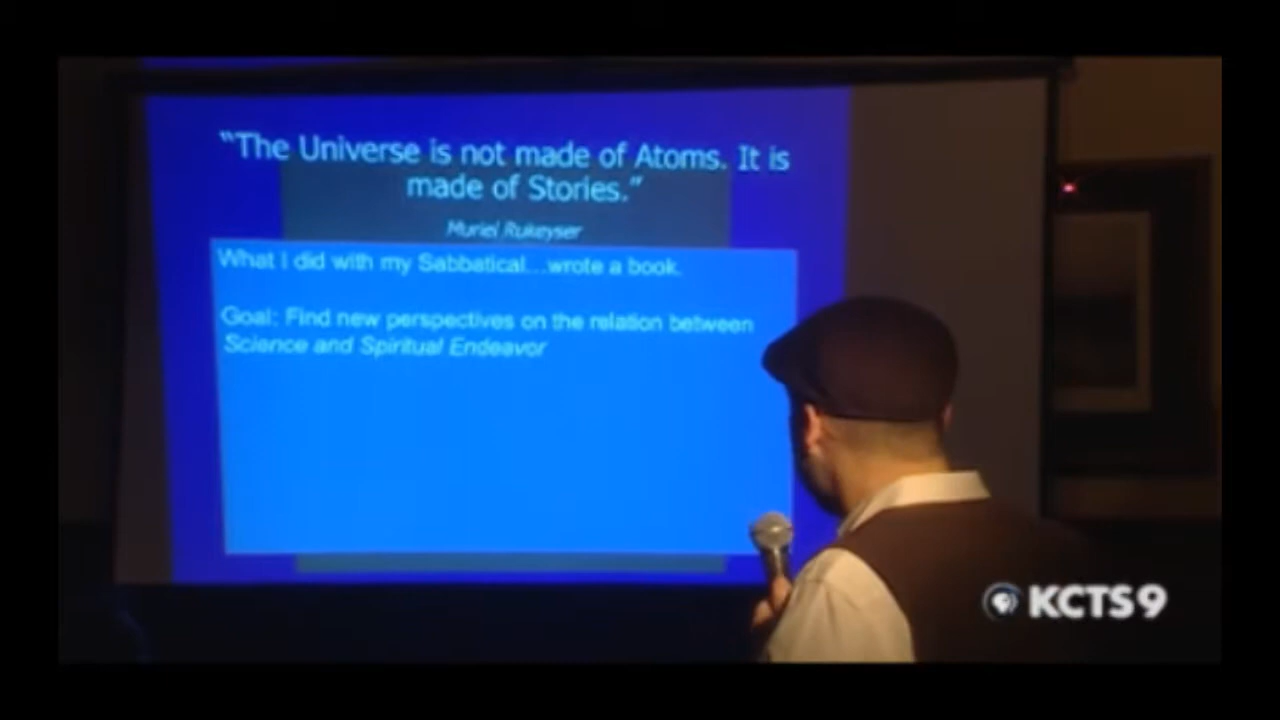 “The Universe is not made of Atoms. It is
made of Stories.”
Muriel Rukeyser
What I did with my Sabbatical...wrote a book.
Goal: Find new perspectives on the relation between
Science and Spiritual Endeavor
KCTS9